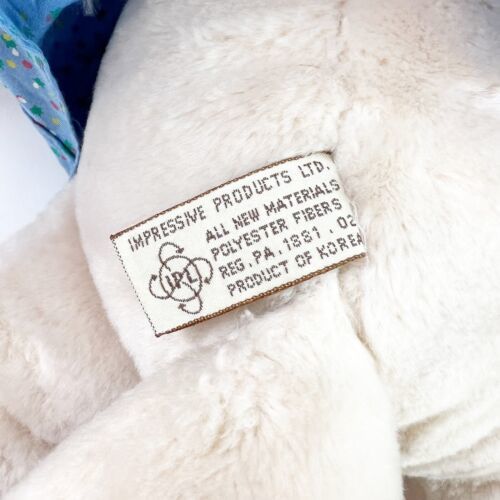 IMPRESSIVE PRODUCTS LTD.
ALL NEW MATERIALS
POLYESTER FIBERS
REG. PA. 1881 . 02
PRODUCT OF KOREA
IPL